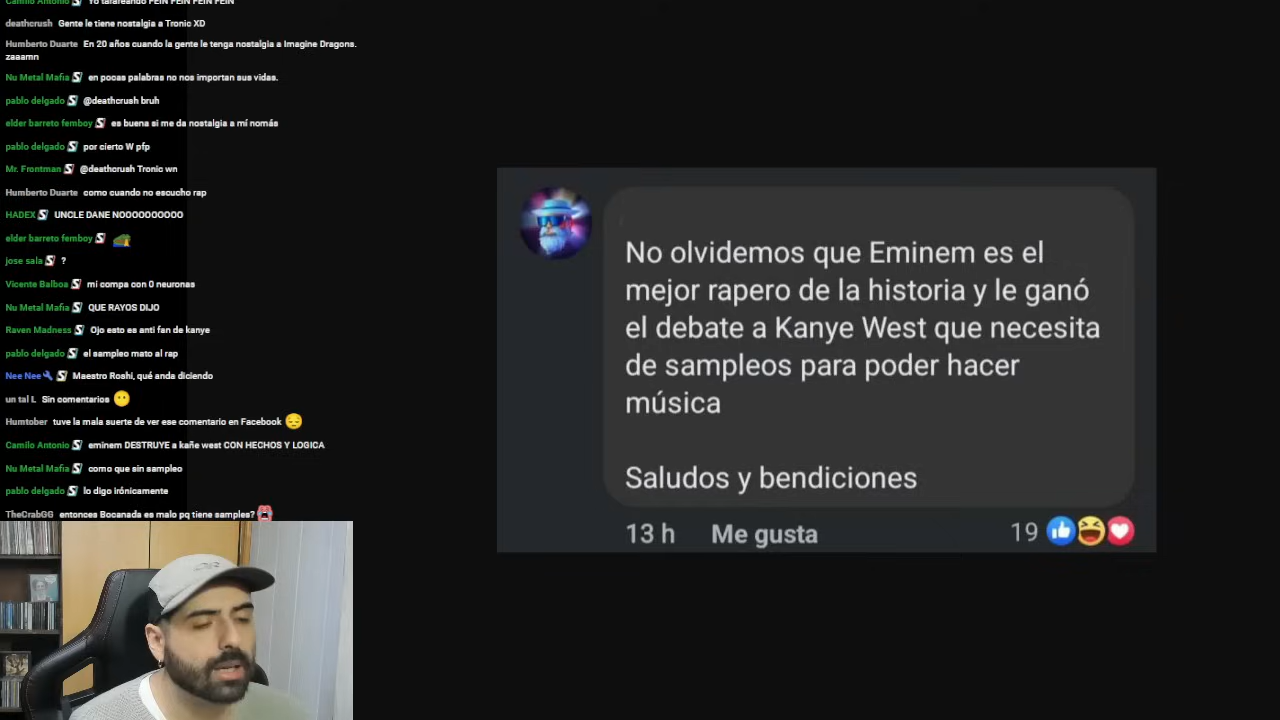 Camilo Antonio Yo tarareando FEIN FEIN FEIN FEIN
deathcrush Gente le tiene nostalgia a Tronic XD
Humberto Duarte En 20 años cuando la gente le tenga nostalgia a Imagine Dragons.
zaaamn
Nu Metal Mafia en pocas palabras no nos importan sus vidas.
pablo delgado @deathcrush bruh
elder barreto femboy es buena si me da nostalgia a mí nomás
pablo delgado por cierto W pfp
Mr. Frontman @deathcrush Tronic wn
Humberto Duarte como cuando no escucho rap
HADEX UNCLE DANE NOOOOOOOOO
elder barreto femboy
jose sala ?
Vicente Balboa mi compa con 0 neuronas
Nu Metal Mafia QUE RAYOS DIJO
Raven Madness Ojo esto es anti fan de kanye
pablo delgado el sampleo mato al rap
Nee Nee Maestro Roshi, qué anda diciendo
un tal L Sin comentarios
Humtober tuve la mala suerte de ver ese comentario en Facebook
Camilo Antonio eminem DESTRUYE a kañe west CON HECHOS Y LOGICA
Nu Metal Mafia como que sin sampleo
pablo delgado lo digo irónicamente
TheCrabGG entonces Bocanada es malo pq tiene samples?
No olvidemos que Eminem es el
mejor rapero de la historia y le ganó
el debate a Kanye West que necesita
de sampleos para poder hacer
música
Saludos y bendiciones
13 h Me gusta 19